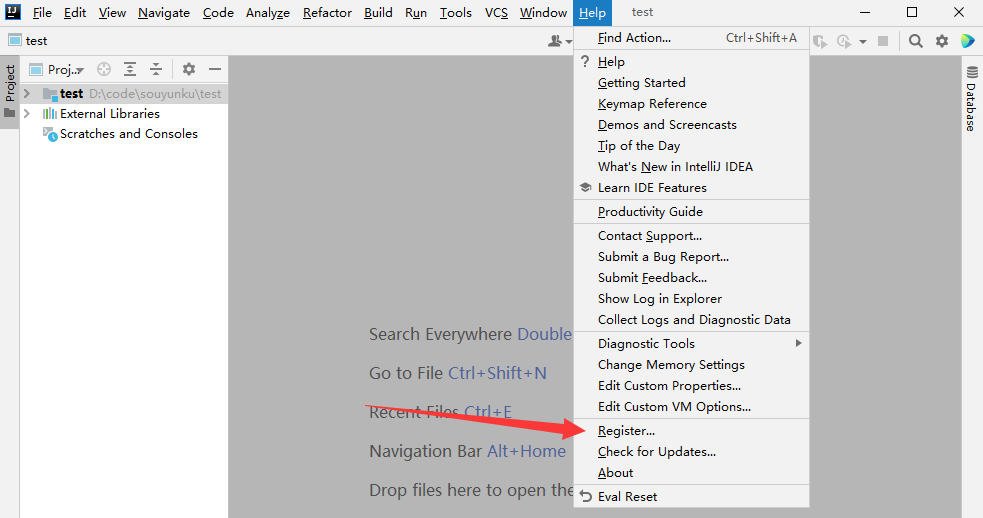 File Edit View Navigate Code Analyze Refactor Build Run Tools VCS Window Help test
test
Project
Proj..
test D:\code\souyunku\test
External Libraries
Scratches and Consoles
Search Everywhere Double
Go to File Ctrl+Shift+N
Recent Files Ctrl+E
Navigation Bar Alt+Home
Drop files here to open the
Find Action... Ctrl+Shift+A
? Help
Getting Started
Keymap Reference
Demos and Screencasts
Tip of the Day
What's New in IntelliJ IDEA
Learn IDE Features
Productivity Guide
Contact Support...
Submit a Bug Report...
Submit Feedback...
Show Log in Explorer
Collect Logs and Diagnostic Data
Diagnostic Tools
Change Memory Settings
Edit Custom Properties...
Edit Custom VM Options...
Register...
Check for Updates...
About
Eval Reset
Database